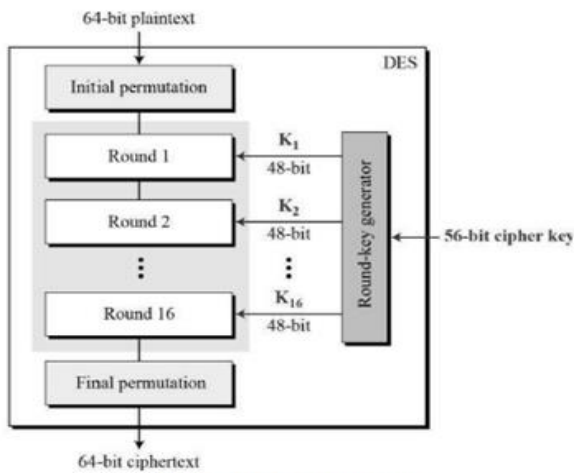 64-bit plaintext
DES
Initial permutation
Round 1
K₁
48-bit
Round 2
K₂
48-bit
Round-key generator
56-bit cipher key
Round 16
K₁₆
48-bit
Final permutation
64-bit ciphertext